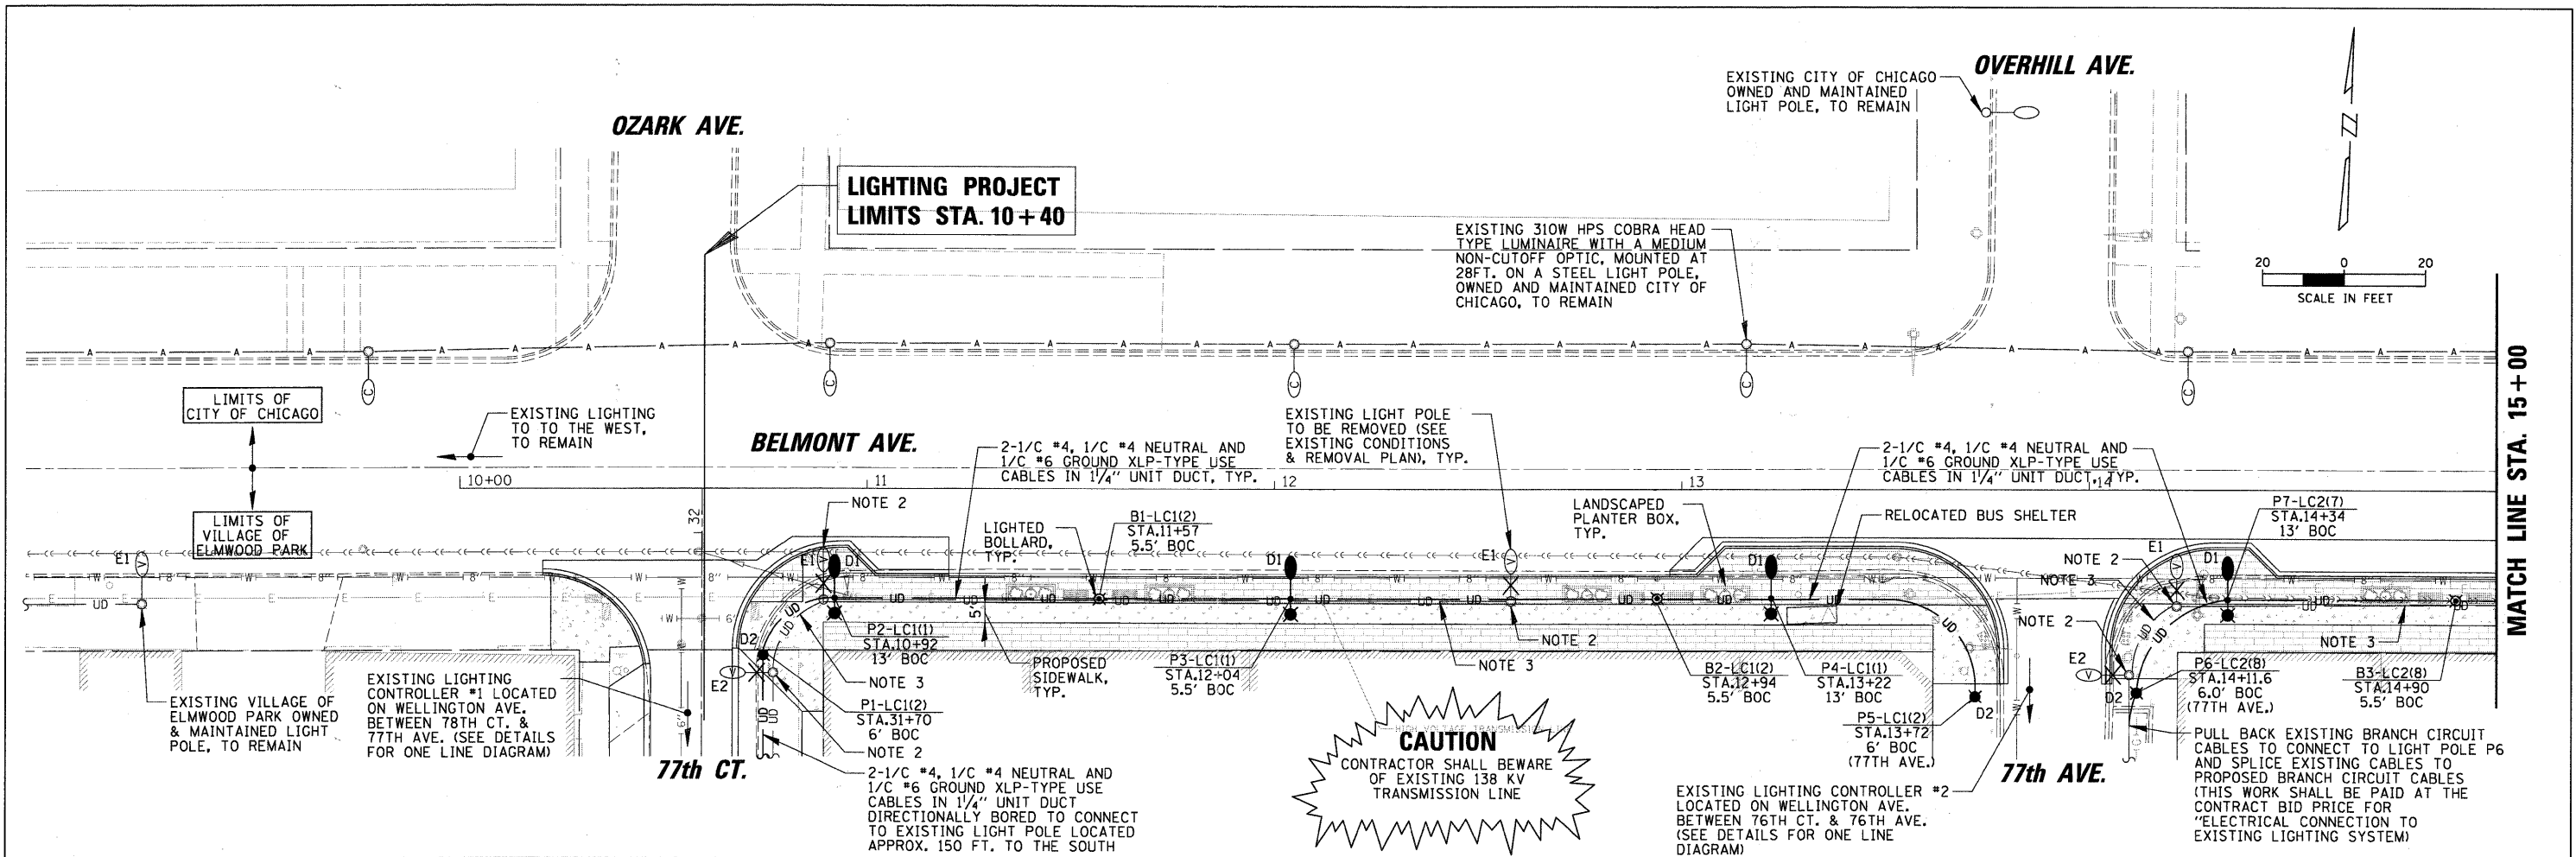 OZARK AVE.
OVERHILL AVE.
EXISTING CITY OF CHICAGO
OWNED AND MAINTAINED
LIGHT POLE, TO REMAIN
N
LIGHTING PROJECT
LIMITS STA. 10+40
EXISTING 310W HPS COBRA HEAD
TYPE LUMINAIRE WITH A MEDIUM
NON-CUTOFF OPTIC, MOUNTED AT
28FT. ON A STEEL LIGHT POLE,
OWNED AND MAINTAINED CITY OF
CHICAGO, TO REMAIN
20 0 20
SCALE IN FEET
MATCH LINE STA. 15+00
A A A A A A A A A A A A A A A A A A A A A A A A A A A A A A A A
C C C C C
LIMITS OF
CITY OF CHICAGO
LIMITS OF
VILLAGE OF
ELMWOOD PARK
EXISTING LIGHTING
TO TO THE WEST,
TO REMAIN
BELMONT AVE.
2-1/C #4, 1/C #4 NEUTRAL AND
1/C #6 GROUND XLP-TYPE USE
CABLES IN 1¼" UNIT DUCT, TYP.
EXISTING LIGHT POLE
TO BE REMOVED (SEE
EXISTING CONDITIONS
& REMOVAL PLAN), TYP.
2-1/C #4, 1/C #4 NEUTRAL AND
1/C #6 GROUND XLP-TYPE USE
CABLES IN 1¼" UNIT DUCT, TYP.
10+00 11 12 13 14
32
NOTE 2
LIGHTED
BOLLARD,
TYP.
B1-LC1(2)
STA.11+57
5.5' BOC
LANDSCAPED
PLANTER BOX,
TYP.
RELOCATED BUS SHELTER
P7-LC2(7)
STA.14+34
13' BOC
NOTE 2
NOTE 3
E1 E1 D1 D1 E1 D1 E1 D1
UD UD UD UD UD UD UD UD UD
5'
P2-LC1(1)
STA.10+92
13' BOC
PROPOSED
SIDEWALK,
TYP.
P3-LC1(1)
STA.12+04
5.5' BOC
NOTE 2
NOTE 3
B2-LC1(2)
STA.12+94
5.5' BOC
P4-LC1(1)
STA.13+22
13' BOC
NOTE 2
NOTE 3
D2
E2
NOTE 3
P1-LC1(2)
STA.31+70
6' BOC
NOTE 2
P5-LC1(2)
STA.13+72
6' BOC
(77TH AVE.)
D2
E2
D2
P6-LC2(8)
STA.14+11.6
6.0' BOC
(77TH AVE.)
B3-LC2(8)
STA.14+90
5.5' BOC
EXISTING VILLAGE OF
ELMWOOD PARK OWNED
& MAINTAINED LIGHT
POLE, TO REMAIN
EXISTING LIGHTING
CONTROLLER #1 LOCATED
ON WELLINGTON AVE.
BETWEEN 78TH CT. &
77TH AVE. (SEE DETAILS
FOR ONE LINE DIAGRAM)
77th CT.
2-1/C #4, 1/C #4 NEUTRAL AND
1/C #6 GROUND XLP-TYPE USE
CABLES IN 1¼" UNIT DUCT
DIRECTIONALLY BORED TO CONNECT
TO EXISTING LIGHT POLE LOCATED
APPROX. 150 FT. TO THE SOUTH
CAUTION
CONTRACTOR SHALL BEWARE
OF EXISTING 138 KV
TRANSMISSION LINE
EXISTING LIGHTING CONTROLLER #2
LOCATED ON WELLINGTON AVE.
BETWEEN 76TH CT. & 76TH AVE.
(SEE DETAILS FOR ONE LINE
DIAGRAM)
77th AVE.
PULL BACK EXISTING BRANCH CIRCUIT
CABLES TO CONNECT TO LIGHT POLE P6
AND SPLICE EXISTING CABLES TO
PROPOSED BRANCH CIRCUIT CABLES
(THIS WORK SHALL BE PAID AT THE
CONTRACT BID PRICE FOR
"ELECTRICAL CONNECTION TO
EXISTING LIGHTING SYSTEM)